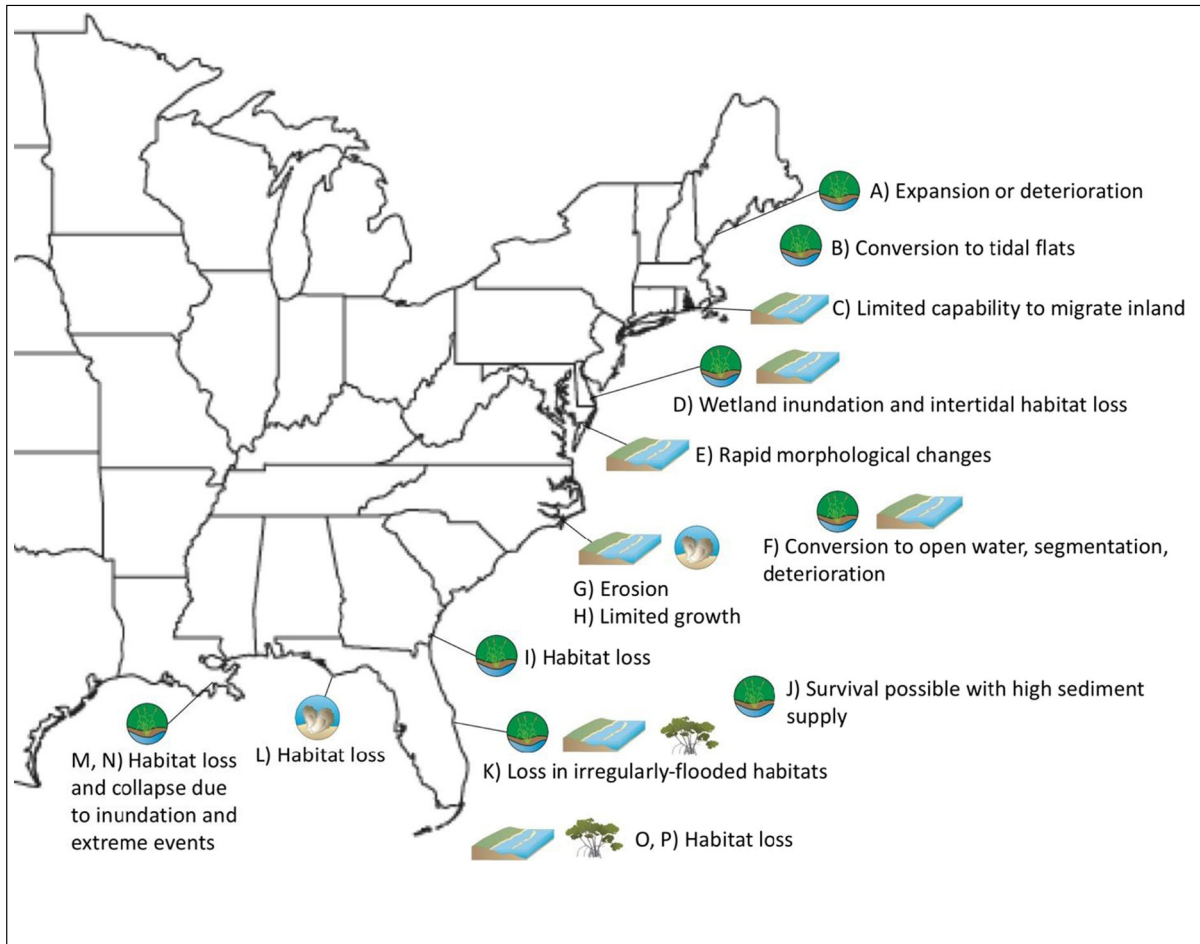 A) Expansion or deterioration
B) Conversion to tidal flats
C) Limited capability to migrate inland
D) Wetland inundation and intertidal habitat loss
E) Rapid morphological changes
F) Conversion to open water, segmentation,
deterioration
G) Erosion
H) Limited growth
I) Habitat loss
J) Survival possible with high sediment
supply
K) Loss in irregularly-flooded habitats
L) Habitat loss
M, N) Habitat loss
and collapse due
to inundation and
extreme events
O, P) Habitat loss